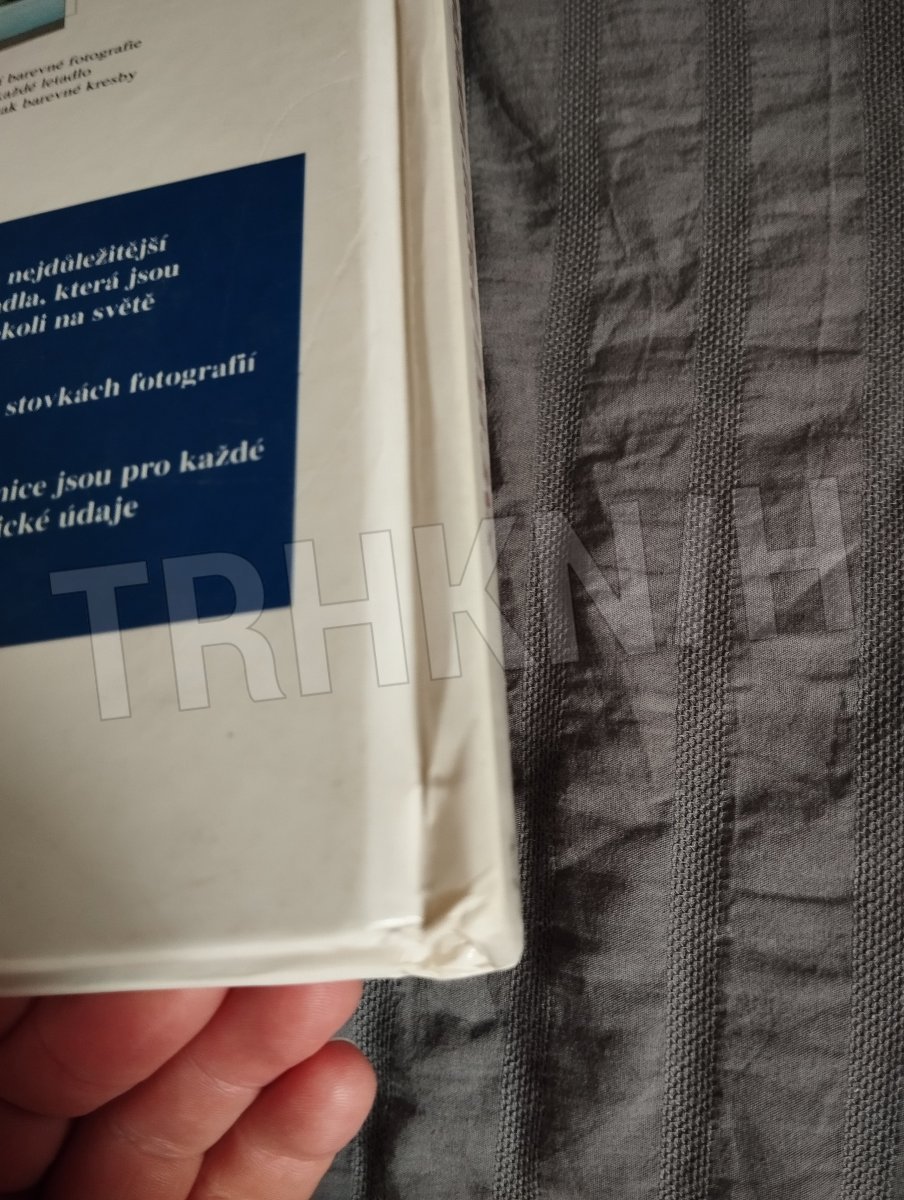 barevné fotografie
každé letadlo
ak barevné kresby
nejdůležitější
dla, která jsou
koli na světě
stovkách fotografií
nice jsou pro každé
ické údaje
TRHKNIH